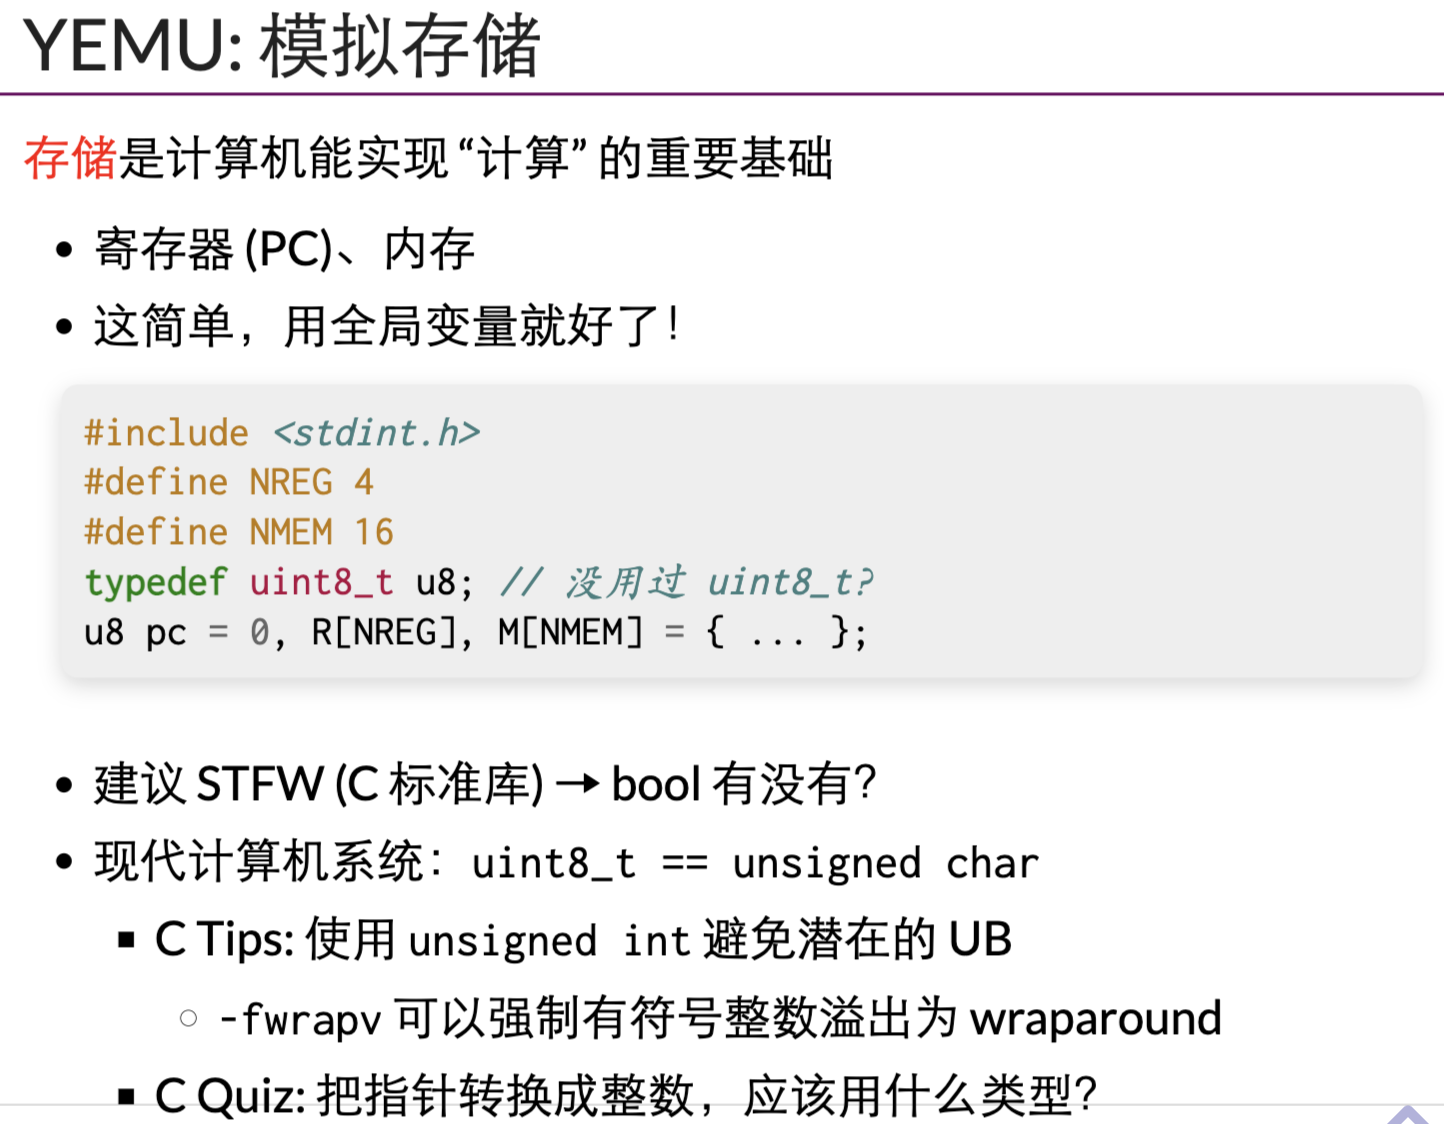 YEMU: 模拟存储
存储是计算机能实现 “计算” 的重要基础
• 寄存器 (PC)、内存
• 这简单，用全局变量就好了！
#include <stdint.h>
#define NREG 4
#define NMEM 16
typedef uint8_t u8; // 没用过 uint8_t?
u8 pc = 0, R[NREG], M[NMEM] = { ... };
• 建议 STFW (C 标准库) → bool 有没有？
• 现代计算机系统：uint8_t == unsigned char
▪ C Tips: 使用 unsigned int 避免潜在的 UB
○ -fwrapv 可以强制有符号整数溢出为 wraparound
▪ C Quiz: 把指针转换成整数，应该用什么类型？